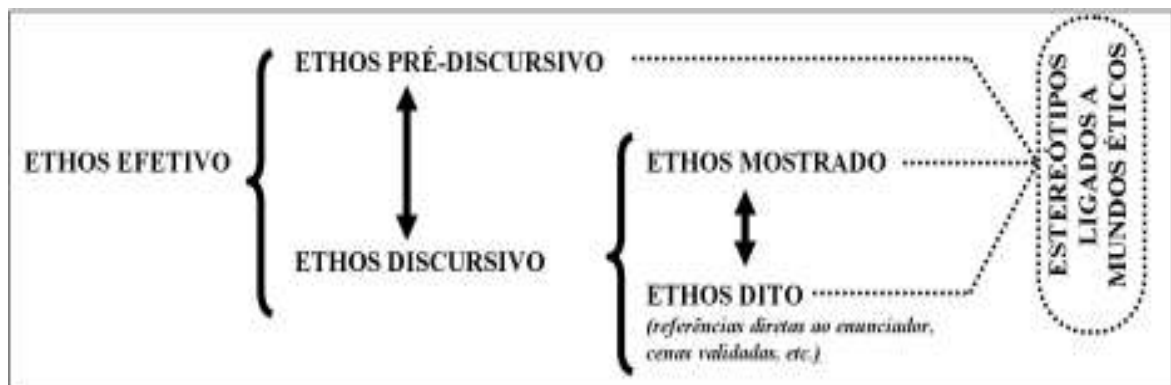 ETHOS EFETIVO
ETHOS PRÉ-DISCURSIVO
ETHOS DISCURSIVO
ETHOS MOSTRADO
ETHOS DITO
(referências diretas ao enunciador,
cenas validadas, etc.)
ESTEREÓTIPOS
LIGADOS A
MUNDOS ÉTICOS